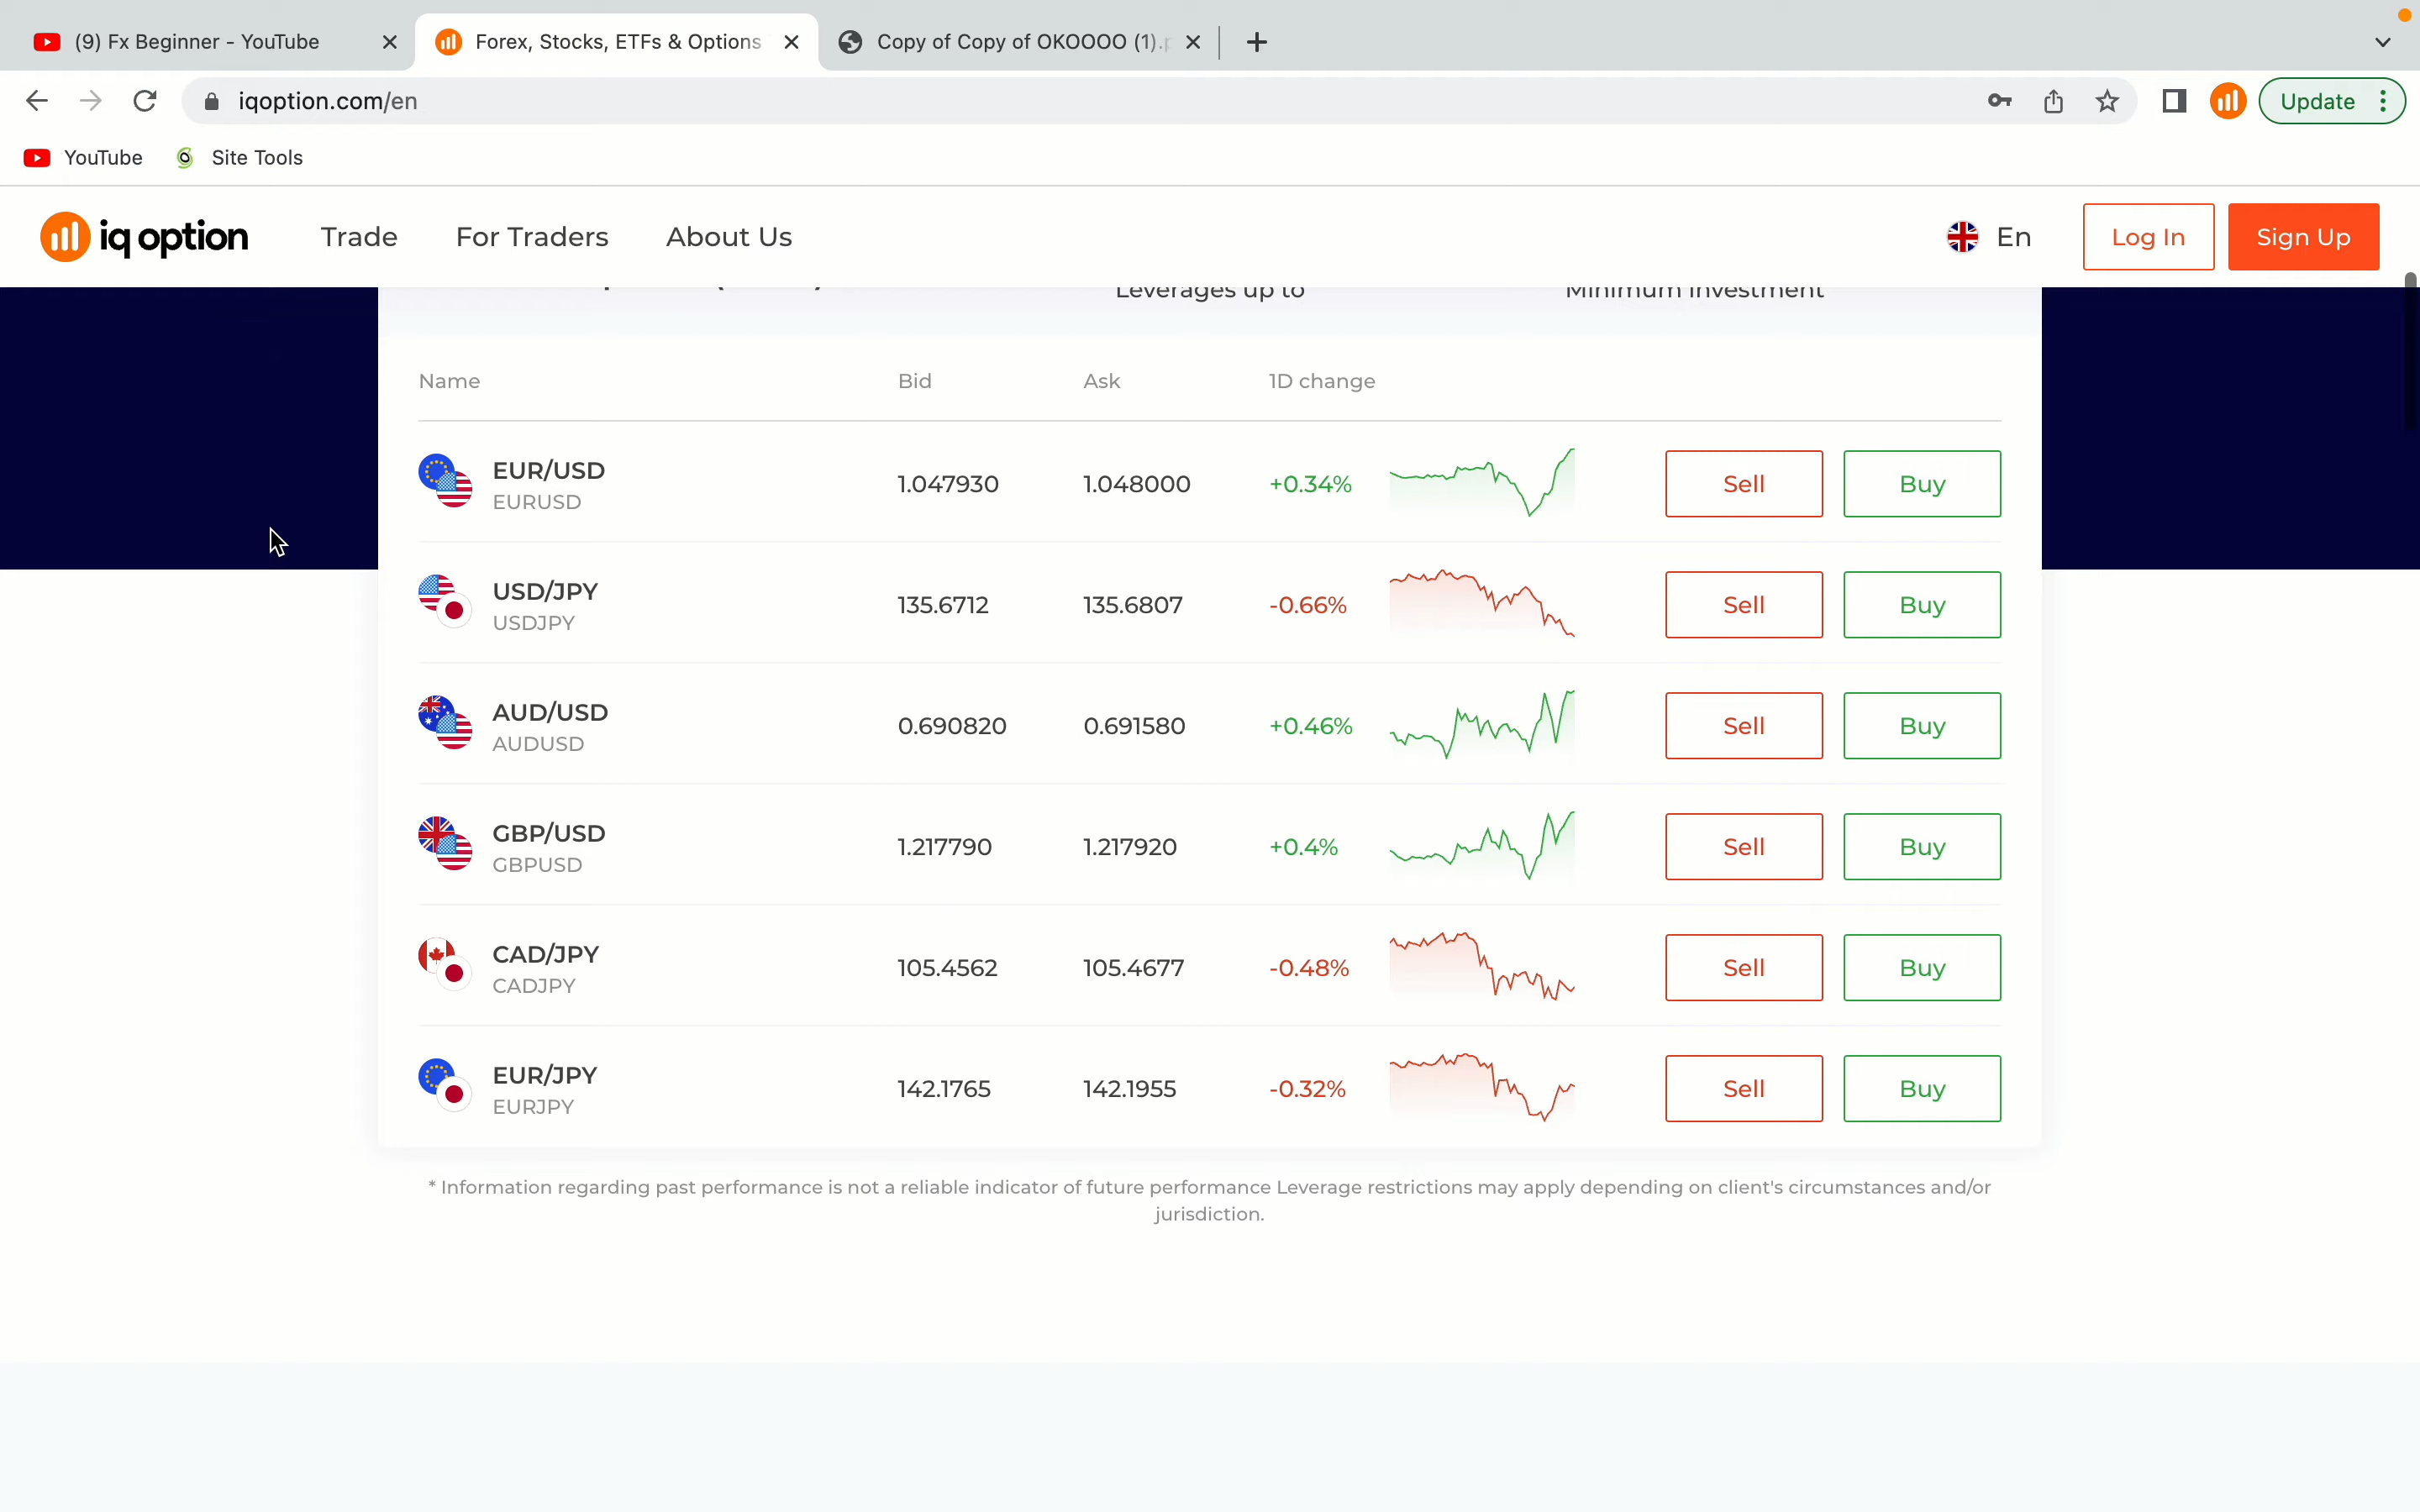 (9) Fx Beginner - YouTube
Forex, Stocks, ETFs & Options
Copy of Copy of OKOOOO (1).p
iqoption.com/en
Update
YouTube
Site Tools
iq option
Trade
For Traders
About Us
En
Log In
Sign Up
Leverages up to
Minimum Investment
Name
Bid
Ask
1D change
EUR/USD
EURUSD
1.047930
1.048000
+0.34%
Sell
Buy
USD/JPY
USDJPY
135.6712
135.6807
-0.66%
Sell
Buy
AUD/USD
AUDUSD
0.690820
0.691580
+0.46%
Sell
Buy
GBP/USD
GBPUSD
1.217790
1.217920
+0.4%
Sell
Buy
CAD/JPY
CADJPY
105.4562
105.4677
-0.48%
Sell
Buy
EUR/JPY
EURJPY
142.1765
142.1955
-0.32%
Sell
Buy
* Information regarding past performance is not a reliable indicator of future performance Leverage restrictions may apply depending on client's circumstances and/or
jurisdiction.